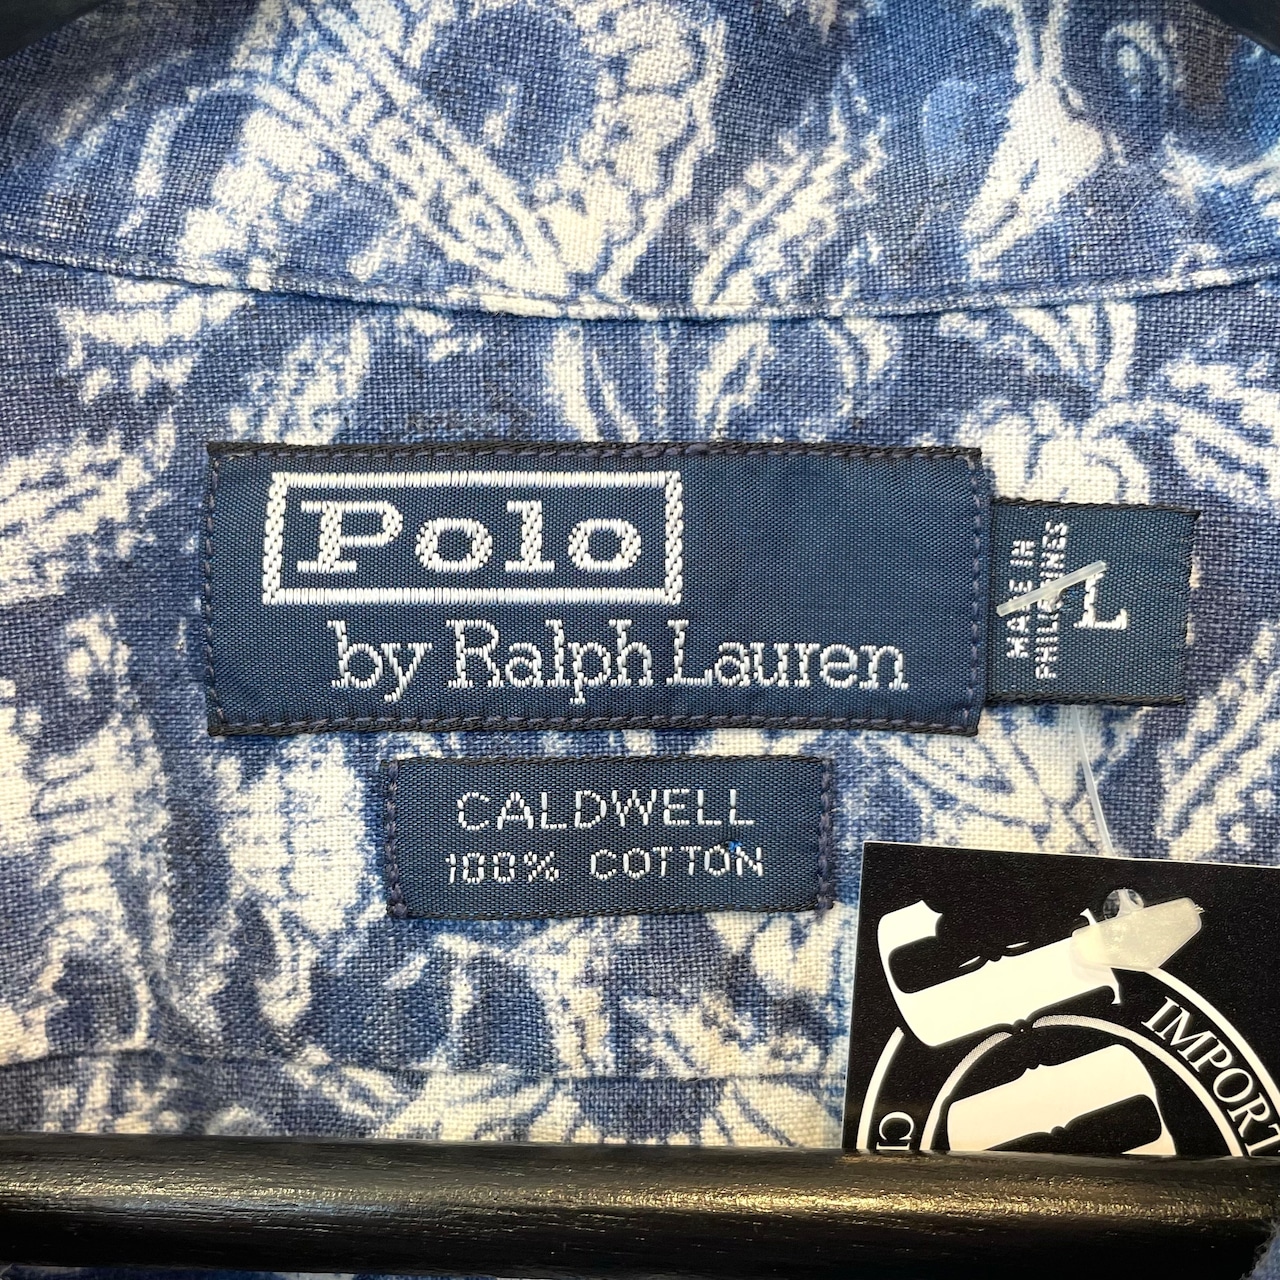 Polo
by Ralph Lauren
MADE IN
PHILIPPINES
L
CALDWELL
100% COTTON
IMPORT